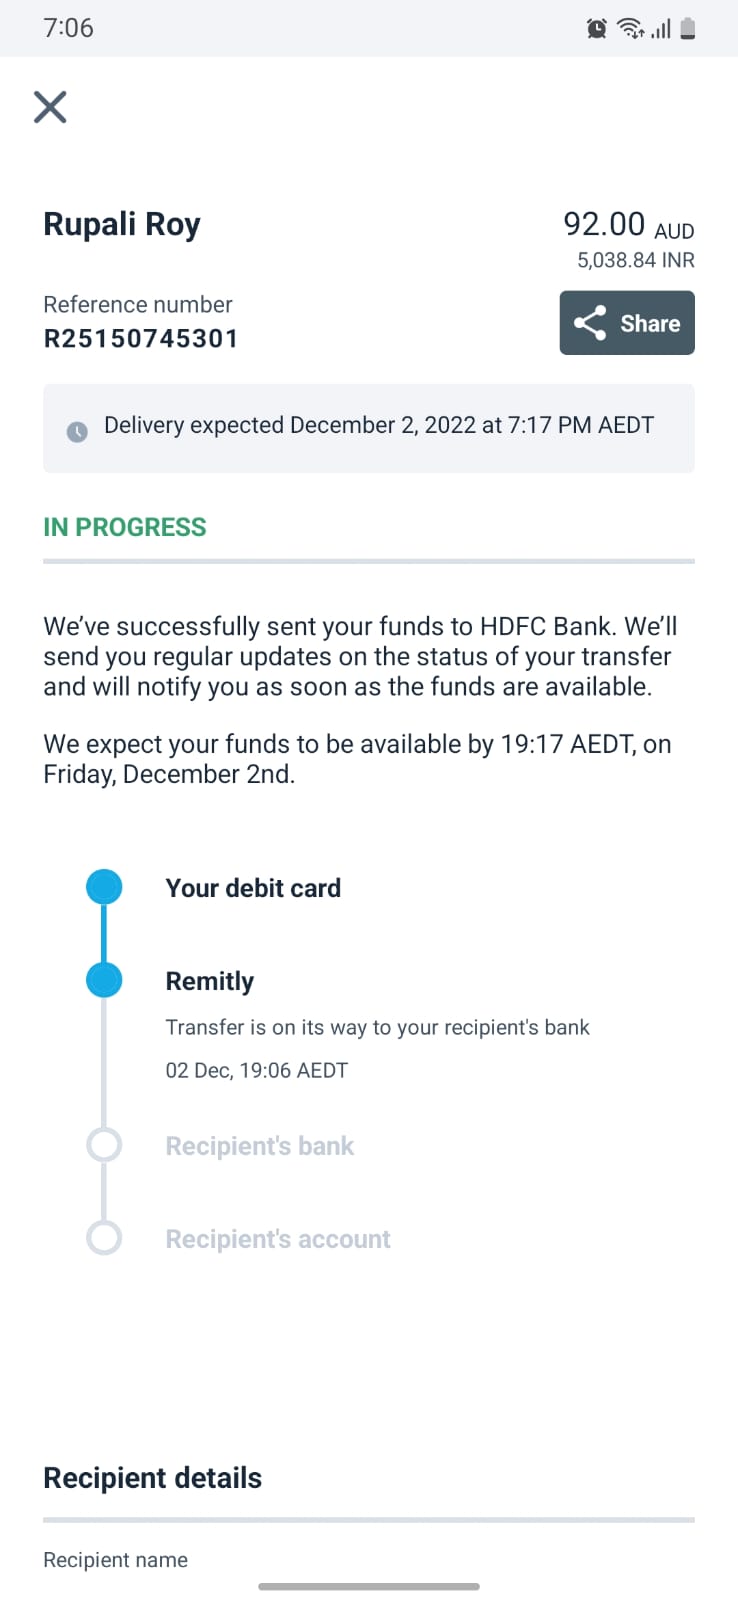 7:06
Rupali Roy
92.00 AUD
5,038.84 INR
Reference number
R25150745301
Share
Delivery expected December 2, 2022 at 7:17 PM AEDT
IN PROGRESS
We've successfully sent your funds to HDFC Bank. We'll
send you regular updates on the status of your transfer
and will notify you as soon as the funds are available.
We expect your funds to be available by 19:17 AEDT, on
Friday, December 2nd.
Your debit card
Remitly
Transfer is on its way to your recipient's bank
02 Dec, 19:06 AEDT
Recipient's bank
Recipient's account
Recipient details
Recipient name